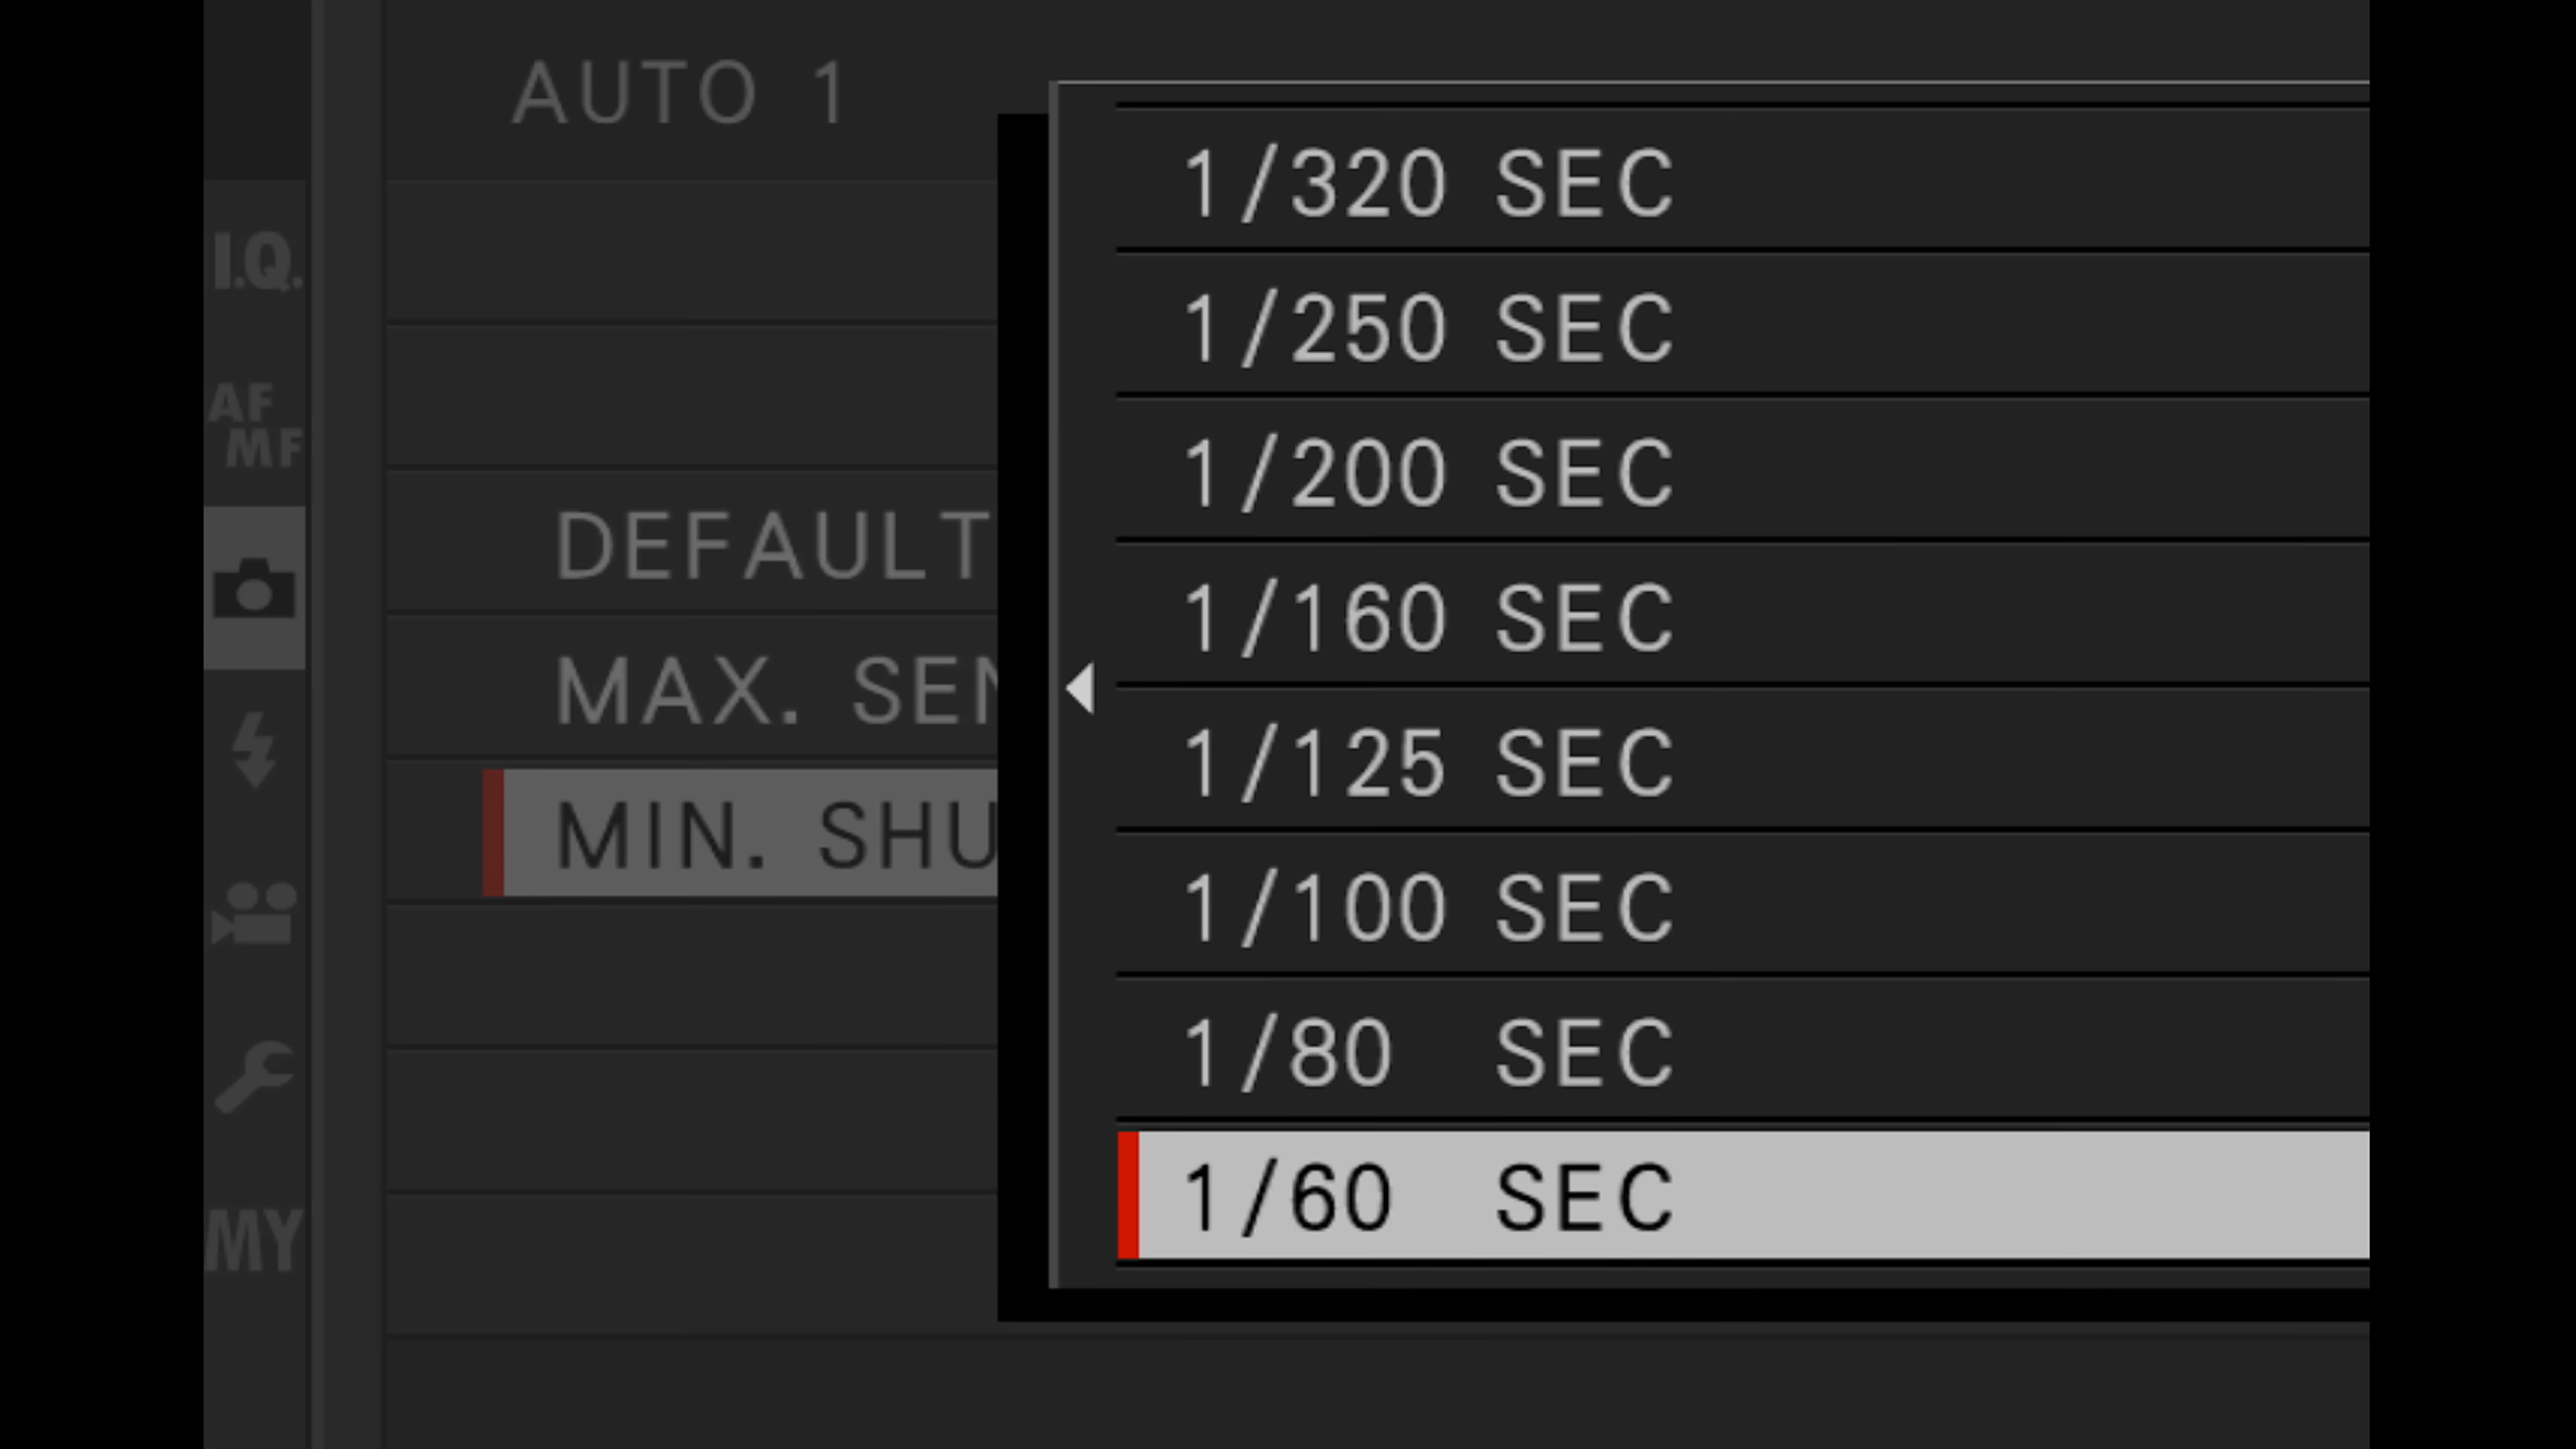 AUTO 1
I.Q.
AF
MF
DEFAULT
MAX. SEN
MIN. SHU
MY
1/320 SEC
1/250 SEC
1/200 SEC
1/160 SEC
1/125 SEC
1/100 SEC
1/80 SEC
1/60 SEC